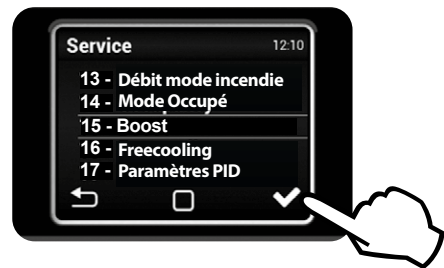 Service 12:10
13 - Débit mode incendie
14 - Mode Occupé
15 - Boost
16 - Freecooling
17 - Paramètres PID